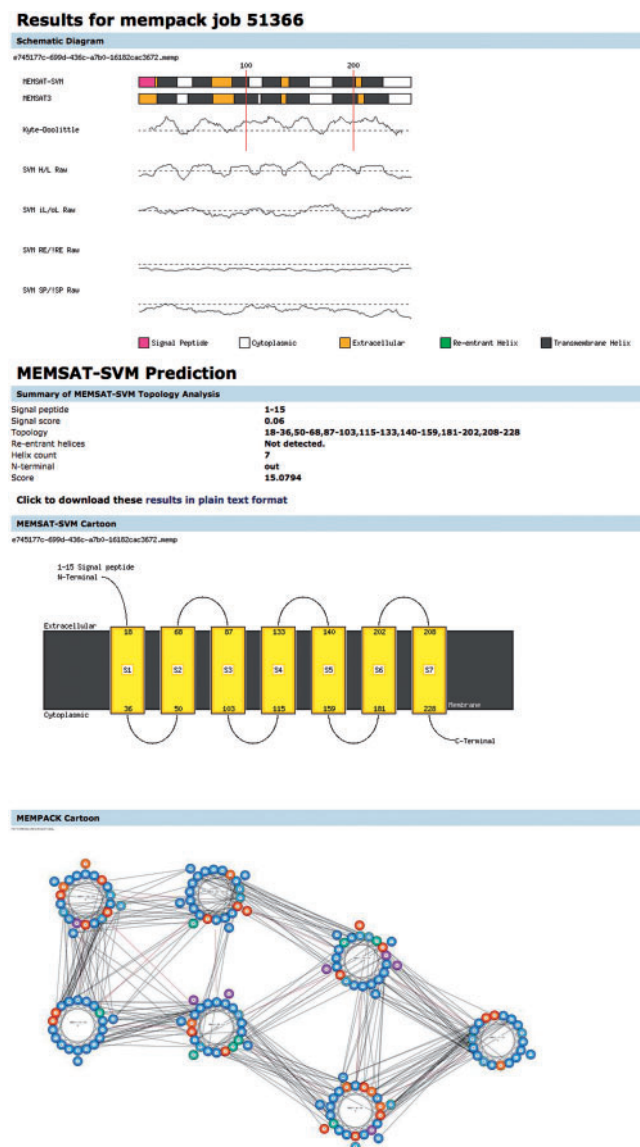 Results for mempack job 51366
Schematic Diagram
e745177c-699d-436c-a7b0-16182cac3672.memp
100 200
MEMSAT-SVM
MEMSAT3
Kyte-Doolittle
SVM H/L Raw
SVM iL/oL Raw
SVM RE/!RE Raw
SVM SP/!SP Raw
Signal Peptide Cytoplasmic Extracellular Re-entrant Helix Transmembrane Helix
MEMSAT-SVM Prediction
Summary of MEMSAT-SVM Topology Analysis
Signal peptide 1-15
Signal score 0.06
Topology 18-36,50-68,87-103,115-133,140-159,181-202,208-228
Re-entrant helices Not detected.
Helix count 7
N-terminal out
Score 15.0794
Click to download these results in plain text format
MEMSAT-SVM Cartoon
e745177c-699d-436c-a7b0-16182cac3672.memp
1-15 Signal peptide
N-Terminal
Extracellular
18 68 87 133 140 202 208
S1 S2 S3 S4 S5 S6 S7
Membrane
36 50 103 115 159 181 228
Cytoplasmic
C-Terminal
MEMPACK Cartoon